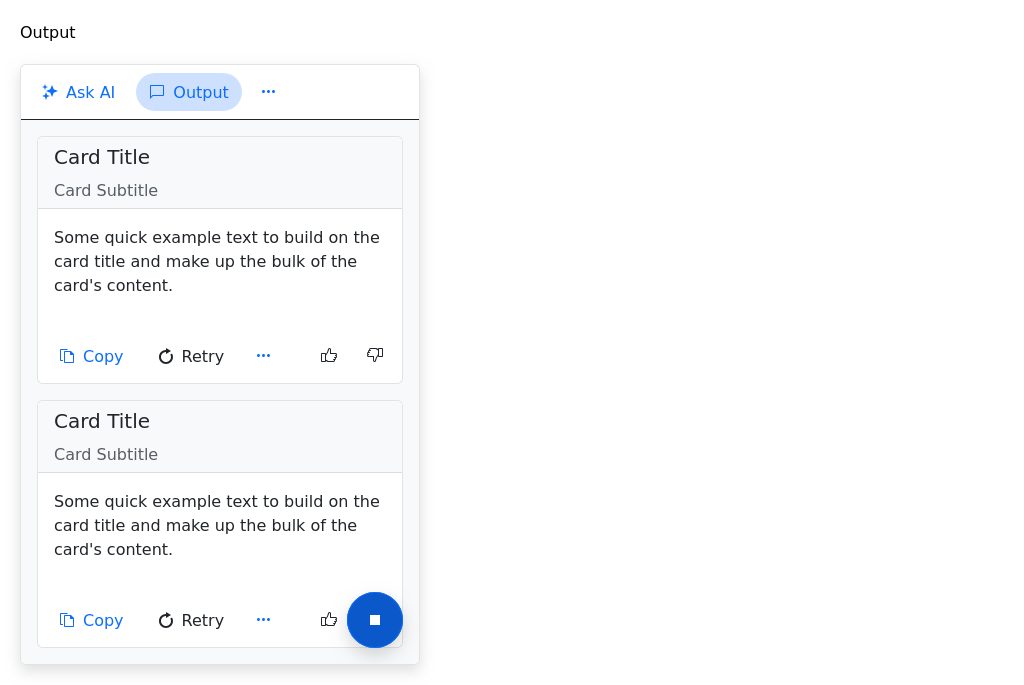 Output
Ask AI Output
Card Title
Card Subtitle
Some quick example text to build on the
card title and make up the bulk of the
card's content.
Copy Retry
Card Title
Card Subtitle
Some quick example text to build on the
card title and make up the bulk of the
card's content.
Copy Retry